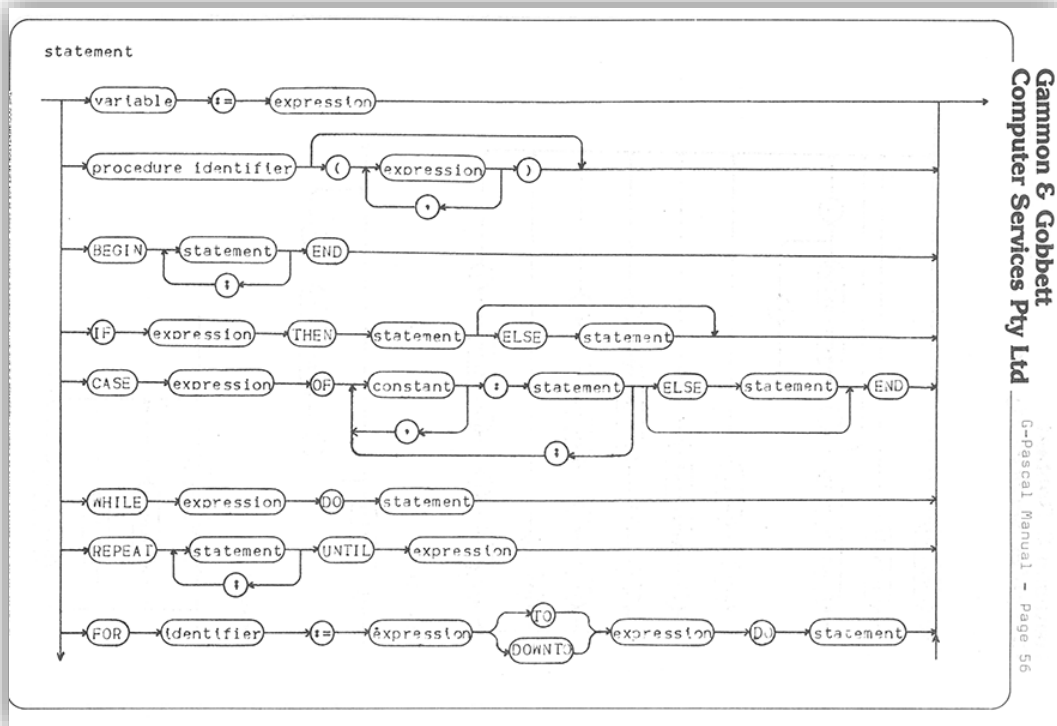 statement
variable := expression
procedure identifier ( expression )
,
BEGIN statement END
;
IF expression THEN statement ELSE statement
CASE expression OF constant : statement ELSE statement END
,
;
WHILE expression DO statement
REPEAT statement UNTIL expression
;
TO
FOR identifier := expression expression DO statement
DOWNTO
Gammon & Gobbett
Computer Services Pty Ltd
G-Pascal Manual - Page 56